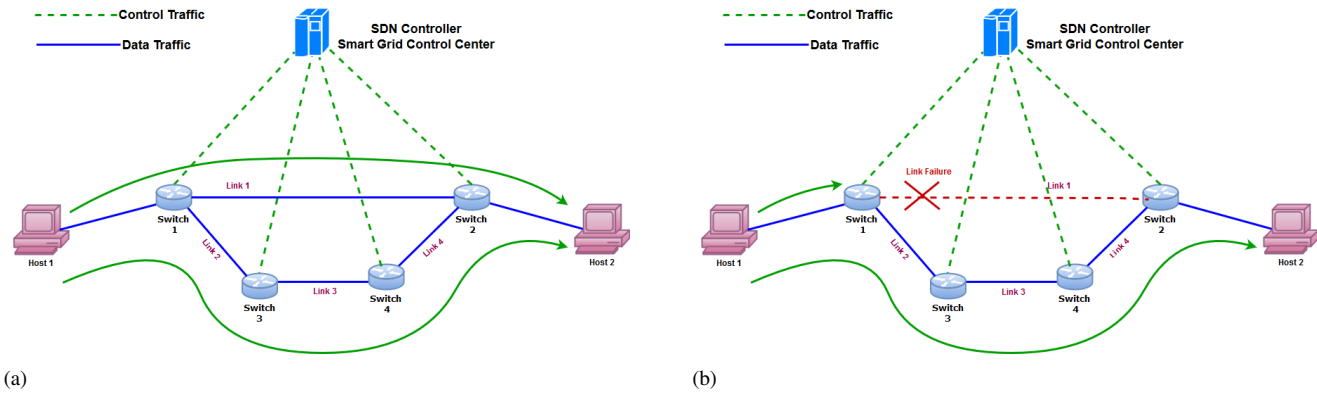 Control Traffic
Data Traffic
SDN Controller
Smart Grid Control Center
Link 1
Switch
1
Switch
2
Host 1
Host 2
Link 2
Link 4
Link 3
Switch
3
Switch
4
(a)
Control Traffic
Data Traffic
SDN Controller
Smart Grid Control Center
Link Failure
Link 1
Switch
1
Switch
2
Host 1
Host 2
Link 2
Link 4
Link 3
Switch
3
Switch
4
(b)